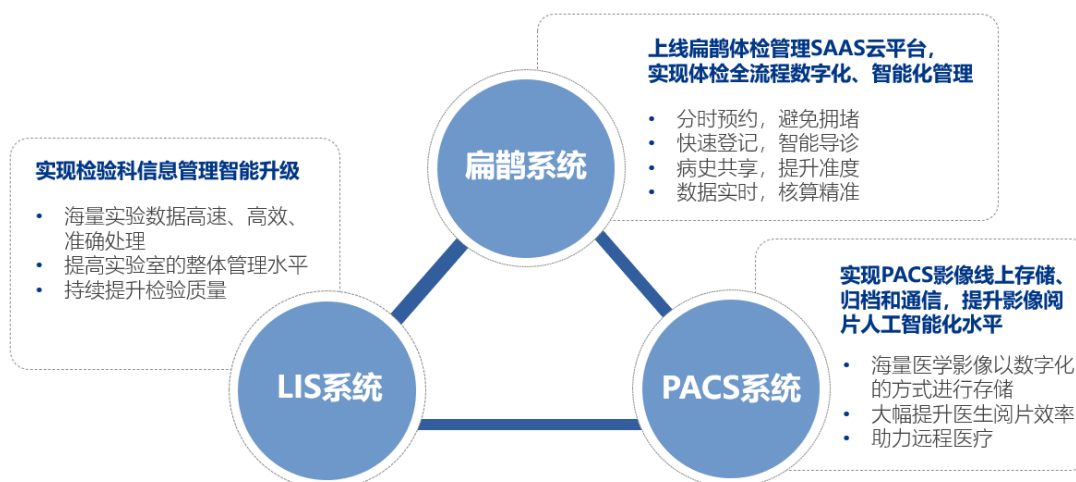 上线扁鹊体检管理SAAS云平台，
实现体检全流程数字化、智能化管理
• 分时预约，避免拥堵
• 快速登记，智能导诊
• 病史共享，提升准度
• 数据实时，核算精准
扁鹊系统
实现检验科信息管理智能升级
• 海量实验数据高速、高效、
准确处理
• 提高实验室的整体管理水平
• 持续提升检验质量
LIS系统
实现PACS影像线上存储、
归档和通信，提升影像阅
片人工智能化水平
• 海量医学影像以数字化
的方式进行存储
• 大幅提升医生阅片效率
• 助力远程医疗
PACS系统